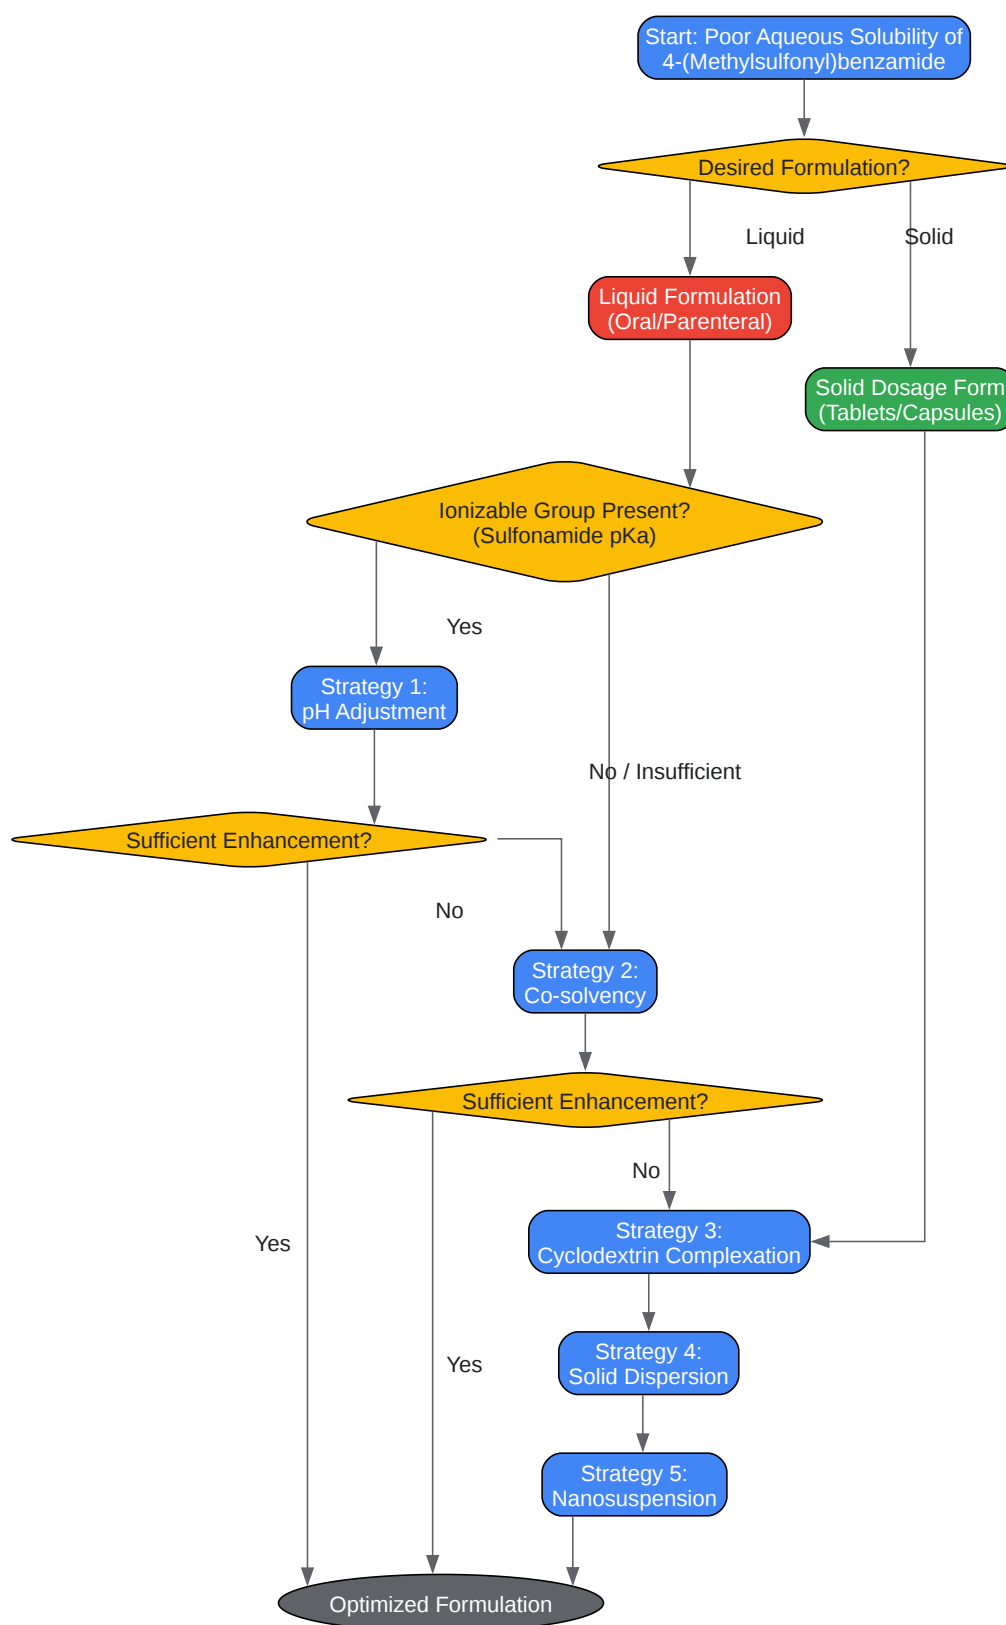 Start: Poor Aqueous Solubility of
4-(Methylsulfonyl)benzamide
Desired Formulation?
Liquid
Solid
Liquid Formulation
(Oral/Parenteral)
Solid Dosage Form
(Tablets/Capsules)
Ionizable Group Present?
(Sulfonamide pKa)
Yes
Strategy 1:
pH Adjustment
No / Insufficient
Sufficient Enhancement?
No
Strategy 2:
Co-solvency
Sufficient Enhancement?
No
Strategy 3:
Cyclodextrin Complexation
Yes
Strategy 4:
Solid Dispersion
Yes
Strategy 5:
Nanosuspension
Optimized Formulation